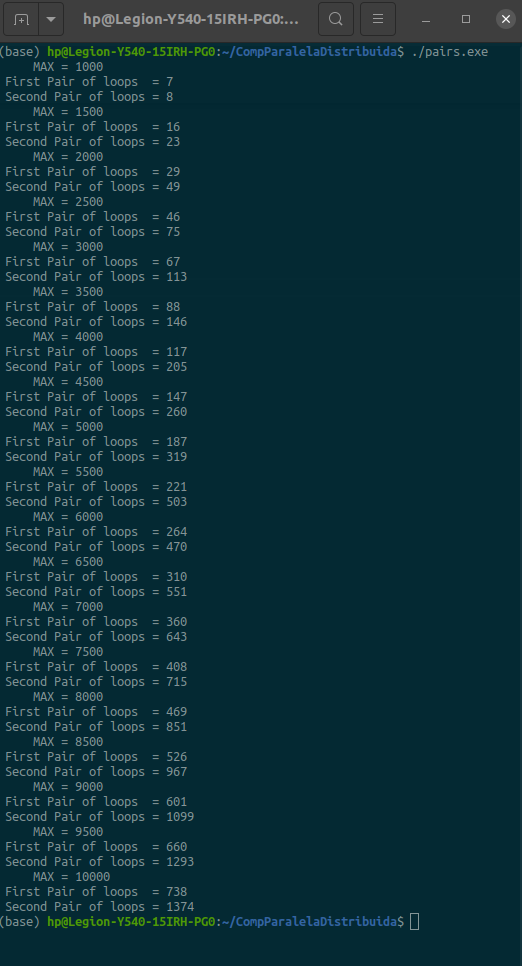 hp@Legion-Y540-15IRH-PG0:~/...
(base) hp@Legion-Y540-15IRH-PG0:~/CompParalelaDistribuida$ ./pairs.exe
    MAX = 1000
First Pair of loops  = 7
Second Pair of loops = 8
    MAX = 1500
First Pair of loops  = 16
Second Pair of loops = 23
    MAX = 2000
First Pair of loops  = 29
Second Pair of loops = 49
    MAX = 2500
First Pair of loops  = 46
Second Pair of loops = 75
    MAX = 3000
First Pair of loops  = 67
Second Pair of loops = 113
    MAX = 3500
First Pair of loops  = 88
Second Pair of loops = 146
    MAX = 4000
First Pair of loops  = 117
Second Pair of loops = 205
    MAX = 4500
First Pair of loops  = 147
Second Pair of loops = 260
    MAX = 5000
First Pair of loops  = 187
Second Pair of loops = 319
    MAX = 5500
First Pair of loops  = 221
Second Pair of loops = 503
    MAX = 6000
First Pair of loops  = 264
Second Pair of loops = 470
    MAX = 6500
First Pair of loops  = 310
Second Pair of loops = 551
    MAX = 7000
First Pair of loops  = 360
Second Pair of loops = 643
    MAX = 7500
First Pair of loops  = 408
Second Pair of loops = 715
    MAX = 8000
First Pair of loops  = 469
Second Pair of loops = 851
    MAX = 8500
First Pair of loops  = 526
Second Pair of loops = 967
    MAX = 9000
First Pair of loops  = 601
Second Pair of loops = 1099
    MAX = 9500
First Pair of loops  = 660
Second Pair of loops = 1293
    MAX = 10000
First Pair of loops  = 738
Second Pair of loops = 1374
(base) hp@Legion-Y540-15IRH-PG0:~/CompParalelaDistribuida$